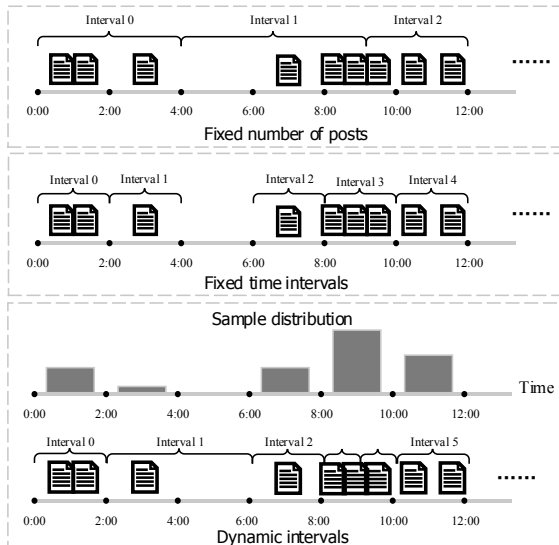 Interval 0 Interval 1 Interval 2
......
0:00 2:00 4:00 6:00 8:00 10:00 12:00
Fixed number of posts
Interval 0 Interval 1 Interval 2 Interval 3 Interval 4
......
0:00 2:00 4:00 6:00 8:00 10:00 12:00
Fixed time intervals
Sample distribution
Time
0:00 2:00 4:00 6:00 8:00 10:00 12:00
Interval 0 Interval 1 Interval 2 Interval 5
......
0:00 2:00 4:00 6:00 8:00 10:00 12:00
Dynamic intervals